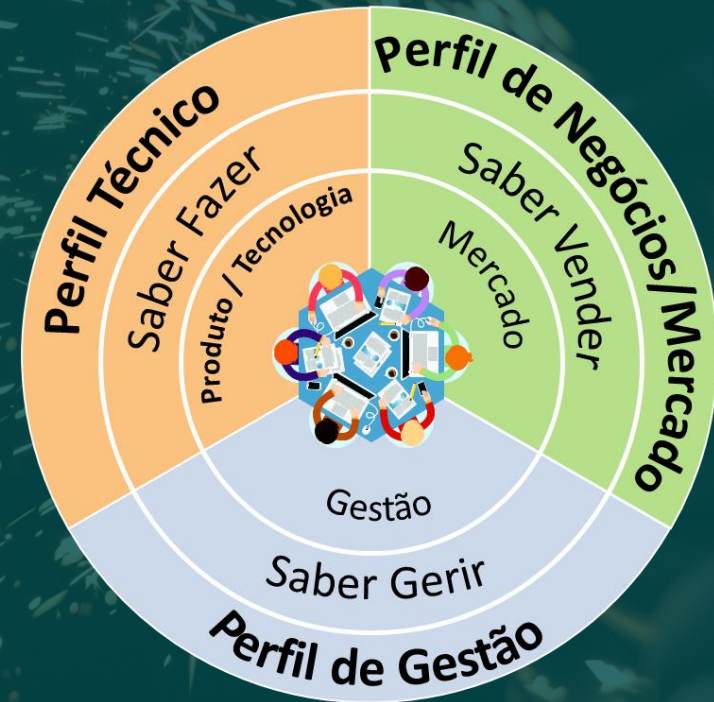 Perfil Técnico
Saber Fazer
Produto / Tecnologia
Perfil de Negócios/Mercado
Saber Vender
Mercado
Gestão
Saber Gerir
Perfil de Gestão